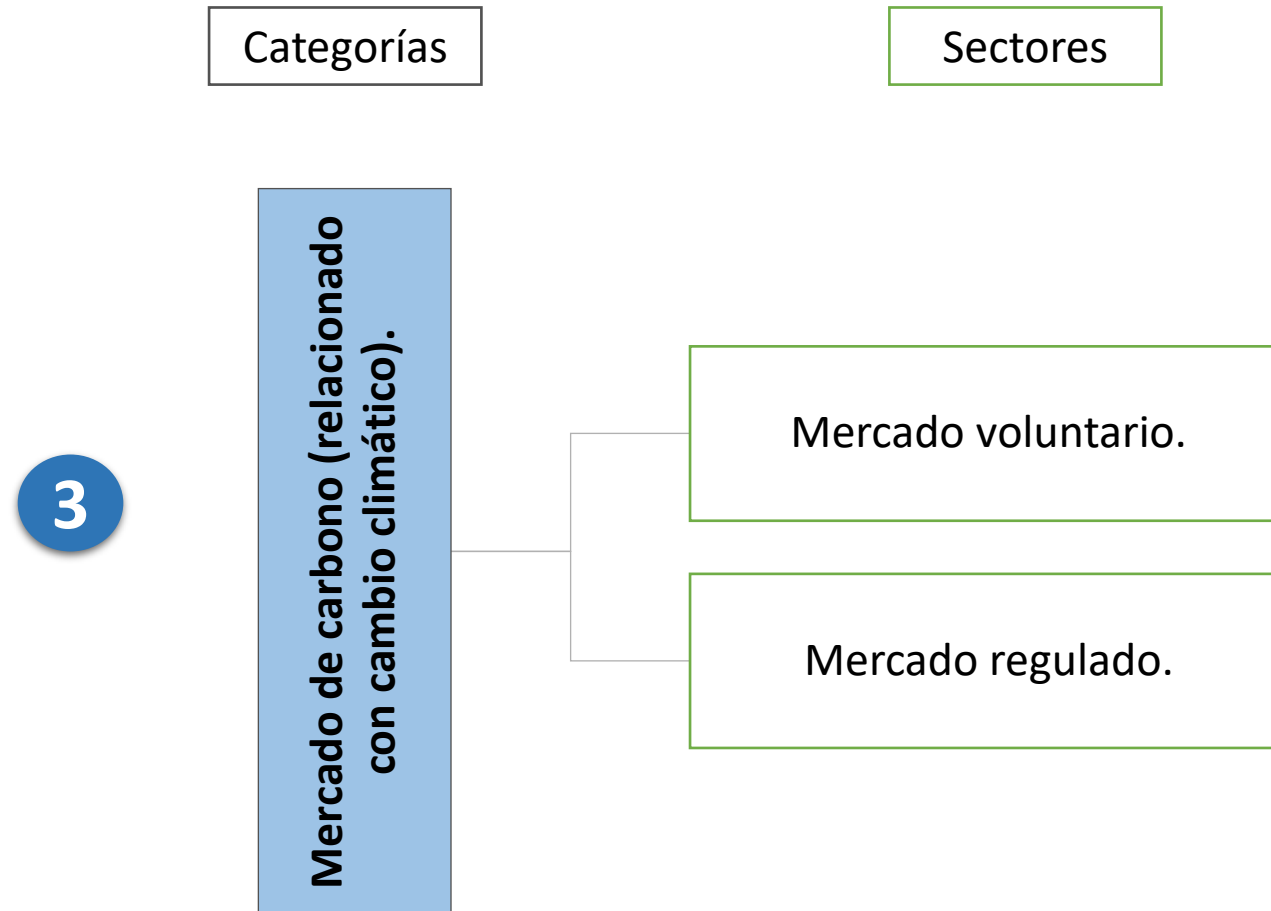 Categorías
Sectores
3
Mercado de carbono (relacionado
con cambio climático).
Mercado voluntario.
Mercado regulado.